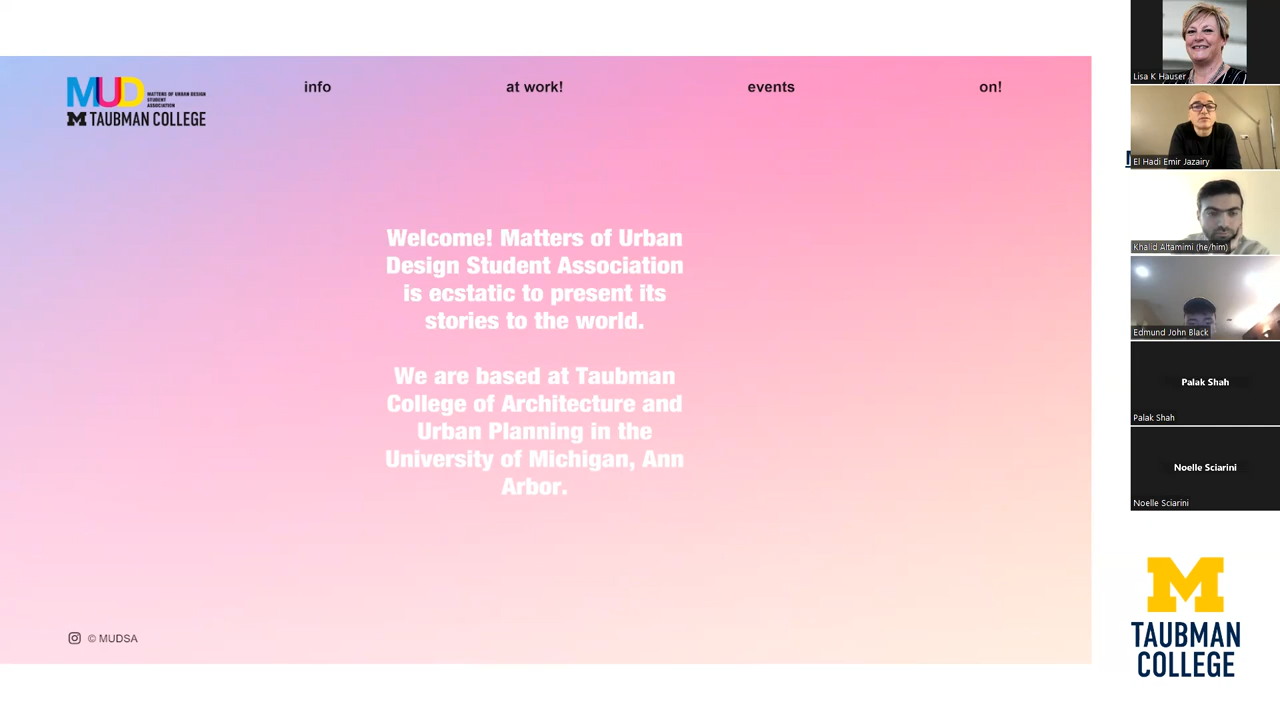 MUD
MATTERS OF URBAN DESIGN
STUDENT
ASSOCIATION
M TAUBMAN COLLEGE
info
at work!
events
on!
Welcome! Matters of Urban
Design Student Association
is ecstatic to present its
stories to the world.
We are based at Taubman
College of Architecture and
Urban Planning in the
University of Michigan, Ann
Arbor.
© MUDSA
Lisa K Hauser
El Hadi Emir Jazairy
Khalid Altamimi (he/him)
Edmund John Black
Palak Shah
Palak Shah
Noelle Sciarini
Noelle Sciarini
M
TAUBMAN
COLLEGE